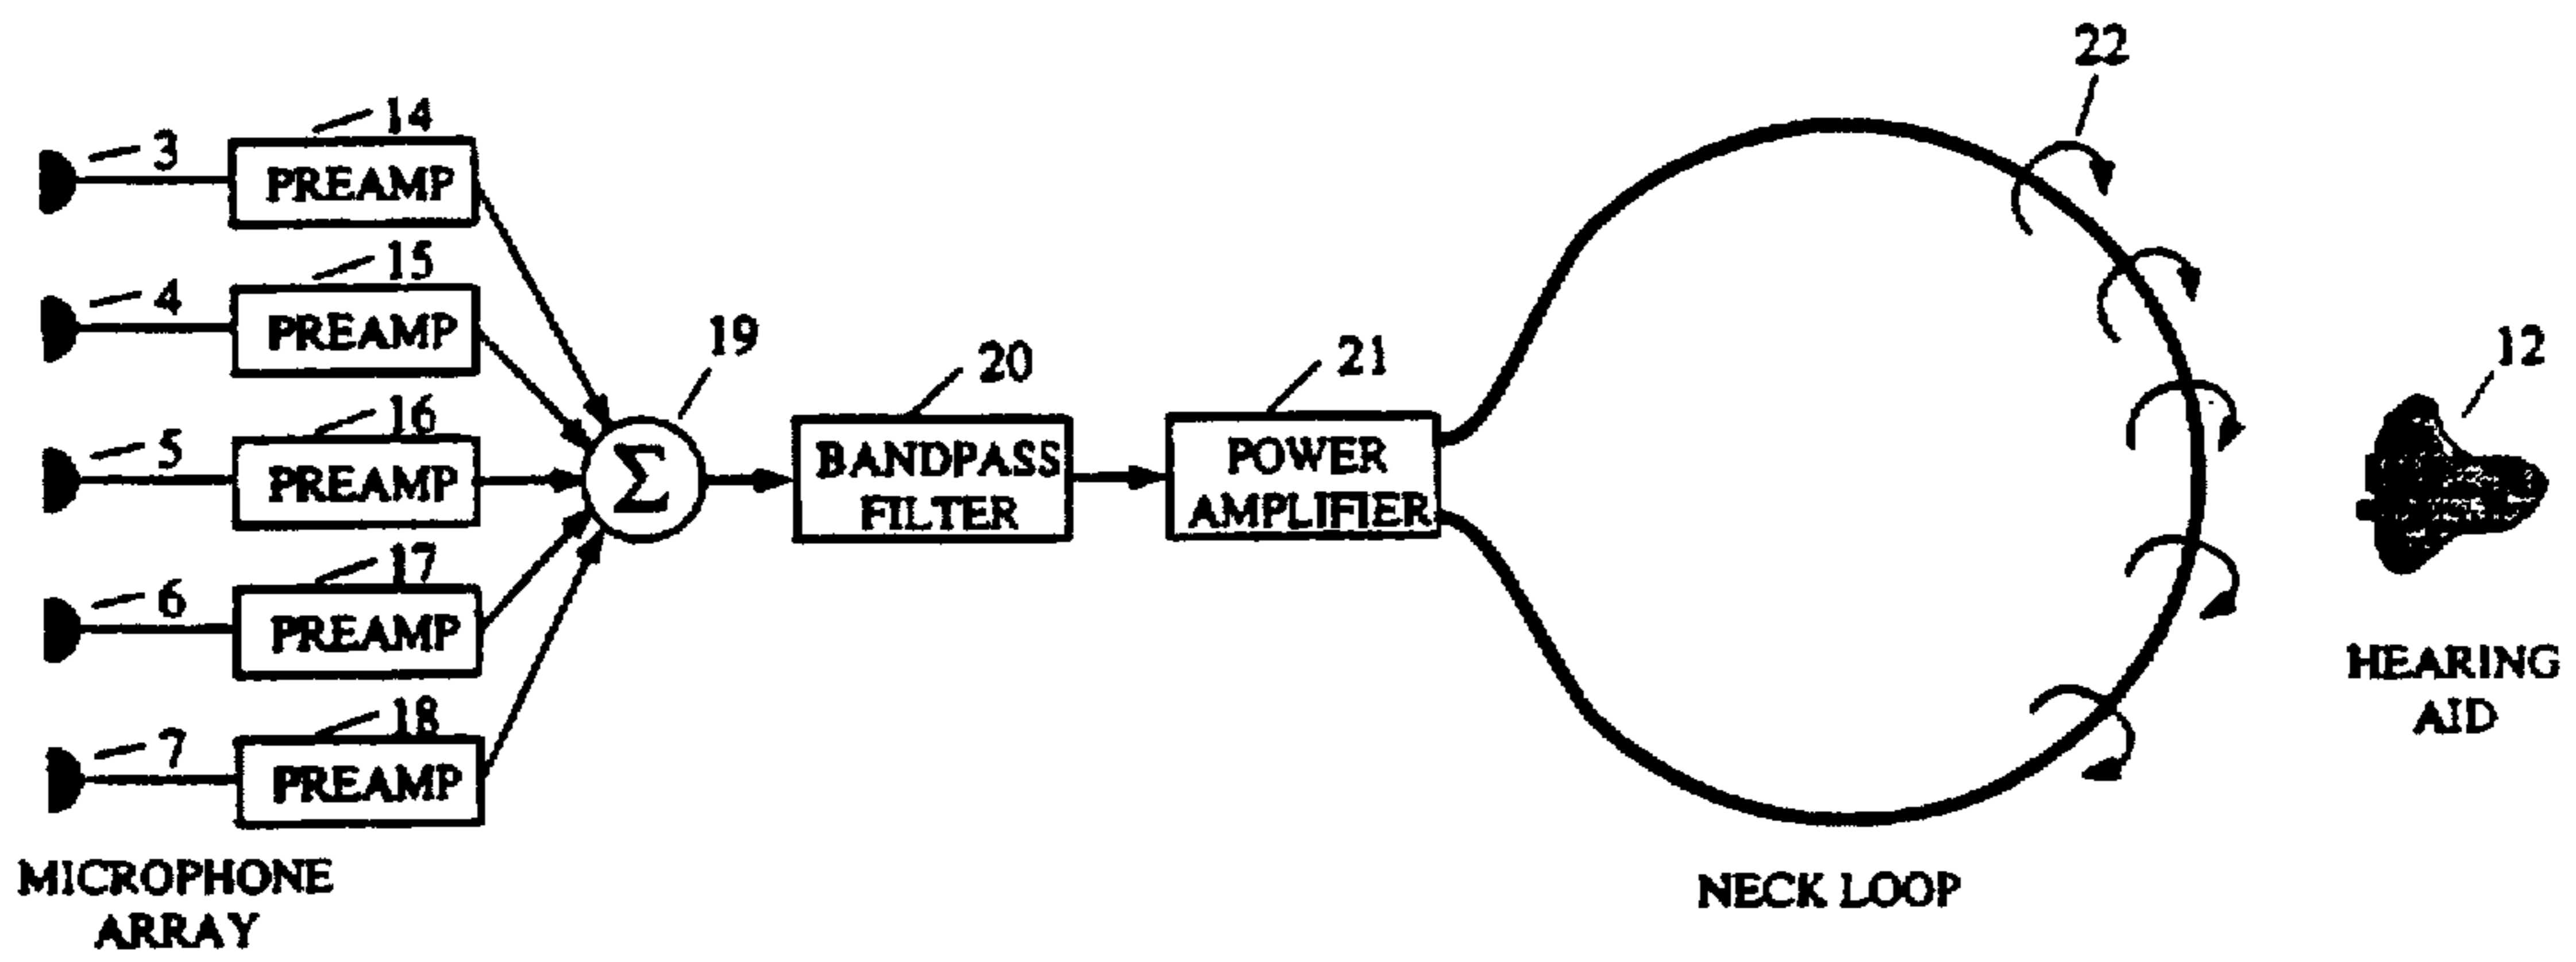 22
14
3
PREAMP
15
4
PREAMP
19
12
20
21
16
5
PREAMP
Σ
BANDPASS
FILTER
POWER
AMPLIFIER
17
6
PREAMP
HEARING
AID
18
7
PREAMP
MICROPHONE
ARRAY
NECK LOOP